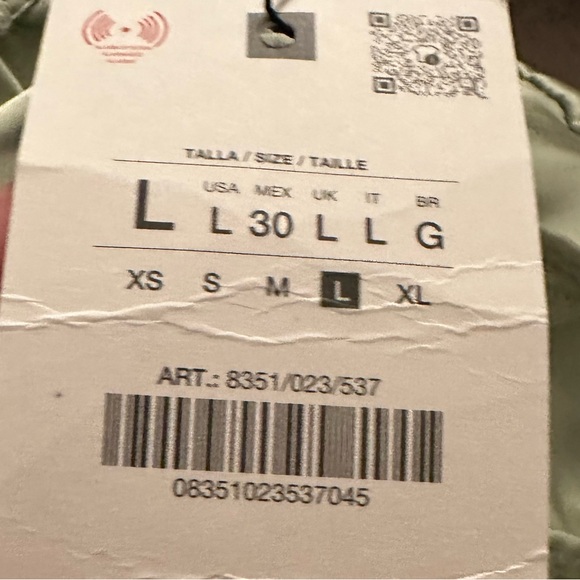 TALLA / SIZE / TAILLE
L
USA MEX UK IT BR
L 30 L L G
XS S M L XL
ART.: 8351/023/537
08351023537045